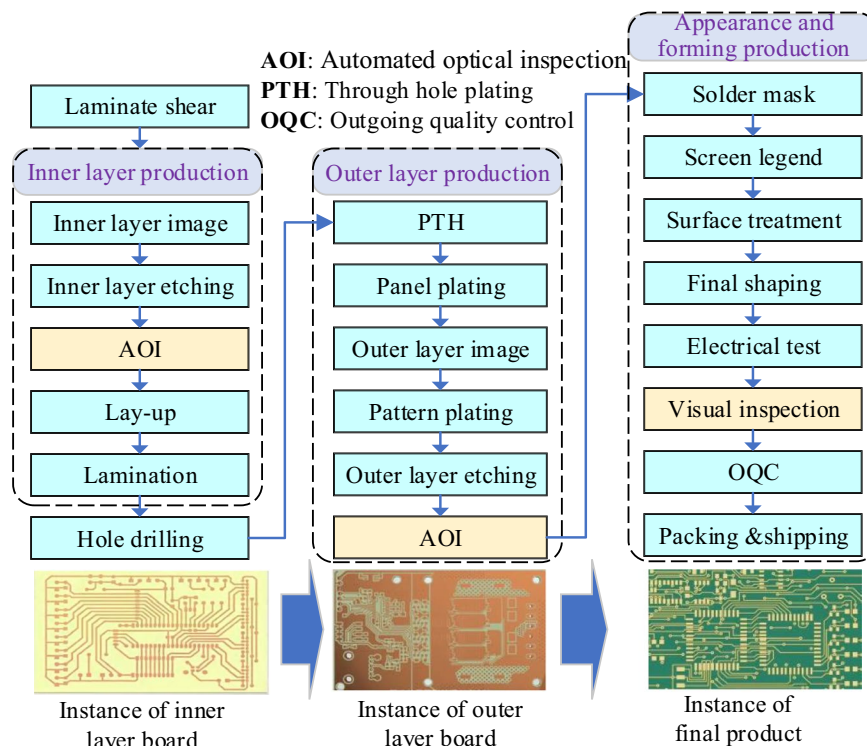 AOI: Automated optical inspection
PTH: Through hole plating
OQC: Outgoing quality control
Laminate shear
Inner layer production
Inner layer image
Inner layer etching
AOI
Lay-up
Lamination
Hole drilling
Outer layer production
PTH
Panel plating
Outer layer image
Pattern plating
Outer layer etching
AOI
Appearance and
forming production
Solder mask
Screen legend
Surface treatment
Final shaping
Electrical test
Visual inspection
OQC
Packing &shipping
Instance of inner
layer board
Instance of outer
layer board
Instance of
final product